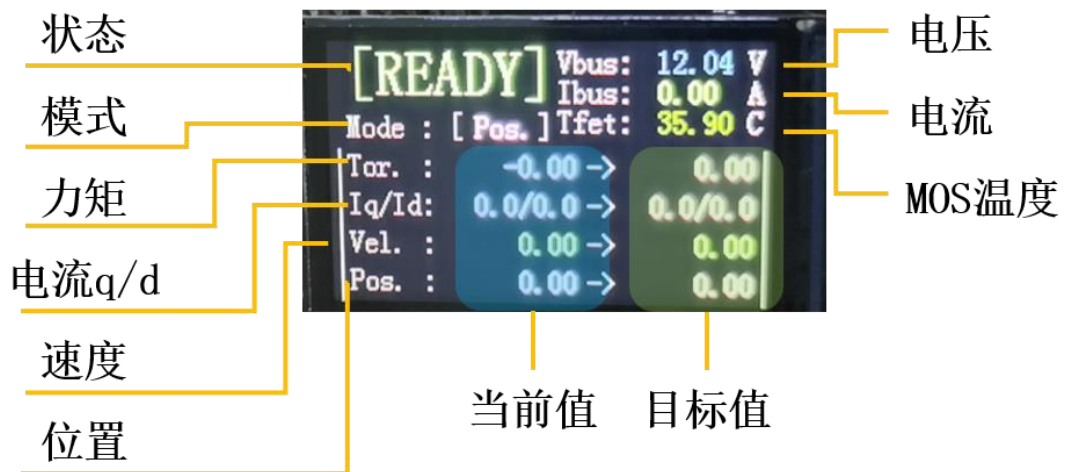 状态
模式
力矩
电流q/d
速度
位置
[READY]
Vbus: 12.04 V
Ibus: 0.00 A
Mode : [ Pos. ] Tfet: 35.90 C
Tor. : -0.00 -> 0.00
Iq/Id: 0.0/0.0 -> 0.0/0.0
Vel. : 0.00 -> 0.00
Pos. : 0.00 -> 0.00
电压
电流
MOS温度
当前值
目标值